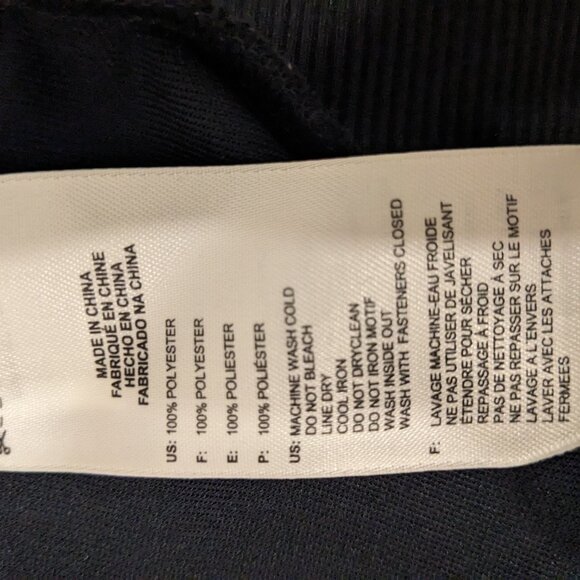 MADE IN CHINA
FABRIQUÉ EN CHINE
HECHO EN CHINA
FABRICADO NA CHINA
US: 100% POLYESTER
F: 100% POLYESTER
E: 100% POLYESTER
P: 100% POLIÉSTER
US: MACHINE WASH COLD
DO NOT BLEACH
LINE DRY
COOL IRON
DO NOT DRYCLEAN
DO NOT IRON MOTIF
WASH INSIDE OUT
WASH WITH FASTENERS CLOSED
F: LAVAGE MACHINE-EAU FROIDE
NE PAS UTILISER DE JAVELISANT
ÉTENDRE POUR SÉCHER
REPASSAGE À FROID
PAS DE NETTOYAGE À SEC
NE PAS REPASSER SUR LE MOTIF
LAVAGE À L'ENVERS
LAVER AVEC LES ATTACHES
FERMÉES